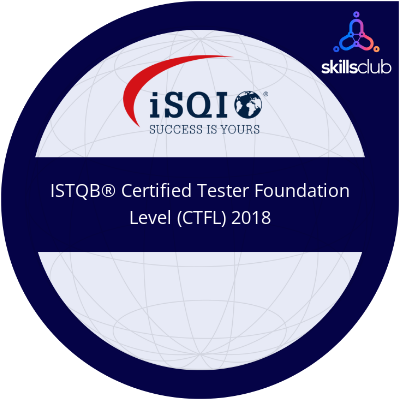 skillsclub
iSQI®
SUCCESS IS YOURS
ISTQB® Certified Tester Foundation
Level (CTFL) 2018